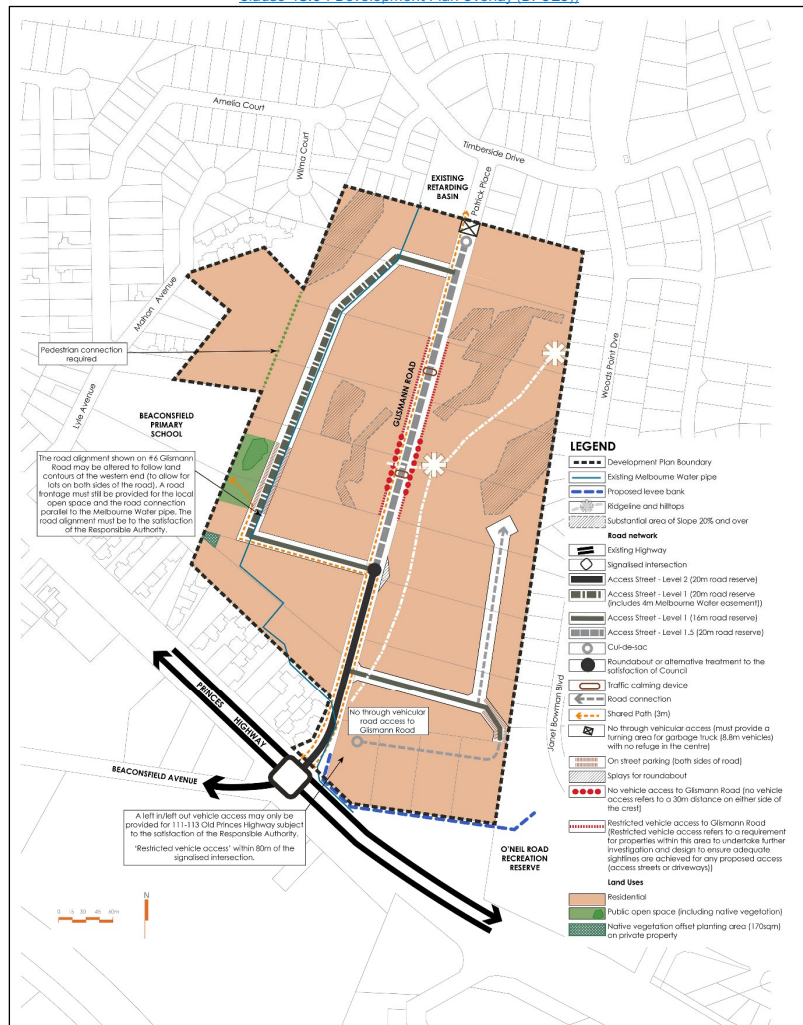 Amelia Court
Wilma Court
Timberside Drive
EXISTING
RETARDING
BASIN
Patrick Place
Mahon Avenue
Pedestrian connection
required
Woods Point Dve
GLISMANN ROAD
Lyle Avenue
BEACONSFIELD
PRIMARY
SCHOOL
The road alignment shown on #6 Glismann
Road may be altered to follow land
contours at the western end (to allow for
lots on both sides of the road). A road
frontage must still be provided for the local
open space and the road connection
parallel to the Melbourne Water pipe. The
road alignment must be to the satisfaction
of the Responsible Authority.
PRINCES HIGHWAY
No through vehicular
road access to
Glismann Road
Janet Bowman Blvd
BEACONSFIELD AVENUE
A left in/left out vehicle access may only be
provided for 111-113 Old Princes Highway subject
to the satisfaction of the Responsible Authority.
'Restricted vehicle access' within 80m of the
signalised intersection.
O'NEIL ROAD
RECREATION
RESERVE
0 15 30 45 60m
N
LEGEND
Development Plan Boundary
Existing Melbourne Water pipe
Proposed levee bank
Ridgeline and hilltops
Substantial area of Slope 20% and over
Road network
Existing Highway
Signalised intersection
Access Street - Level 2 (20m road reserve)
Access Street - Level 1 (20m road reserve
(includes 4m Melbourne Water easement))
Access Street - Level 1 (16m road reserve)
Access Street - Level 1.5 (20m road reserve)
Cul-de-sac
Roundabout or alternative treatment to the
satisfaction of Council
Traffic calming device
Road connection
Shared Path (3m)
No through vehicular access (must provide a
turning area for garbage truck (8.8m vehicles)
with no refuge in the centre)
On street parking (both sides of road)
Splays for roundabout
No vehicle access to Glismann Road (no vehicle
access refers to a 30m distance on either side of
the crest)
Restricted vehicle access to Glismann Road
(Restricted vehicle access refers to a requirement
for properties within this area to undertake further
investigation and design to ensure adequate
sightlines are achieved for any proposed access
(access streets or driveways))
Land Uses
Residential
Public open space (including native vegetation)
Native vegetation offset planting area (170sqm)
on private property